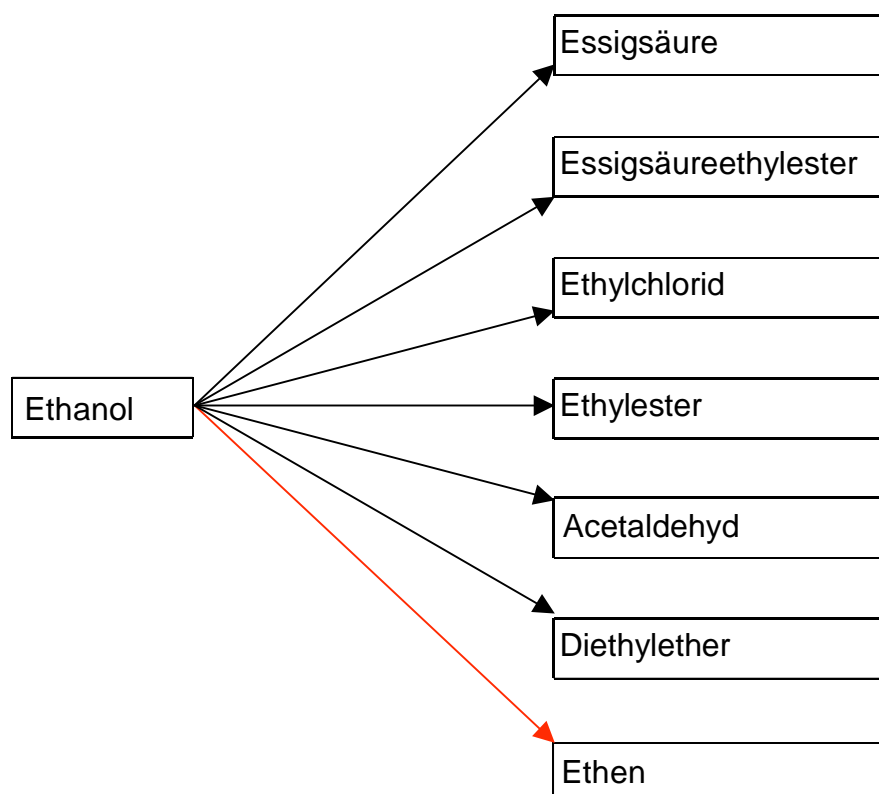 Essigsäure
Essigsäureethylester
Ethylchlorid
Ethanol
Ethylester
Acetaldehyd
Diethylether
Ethen